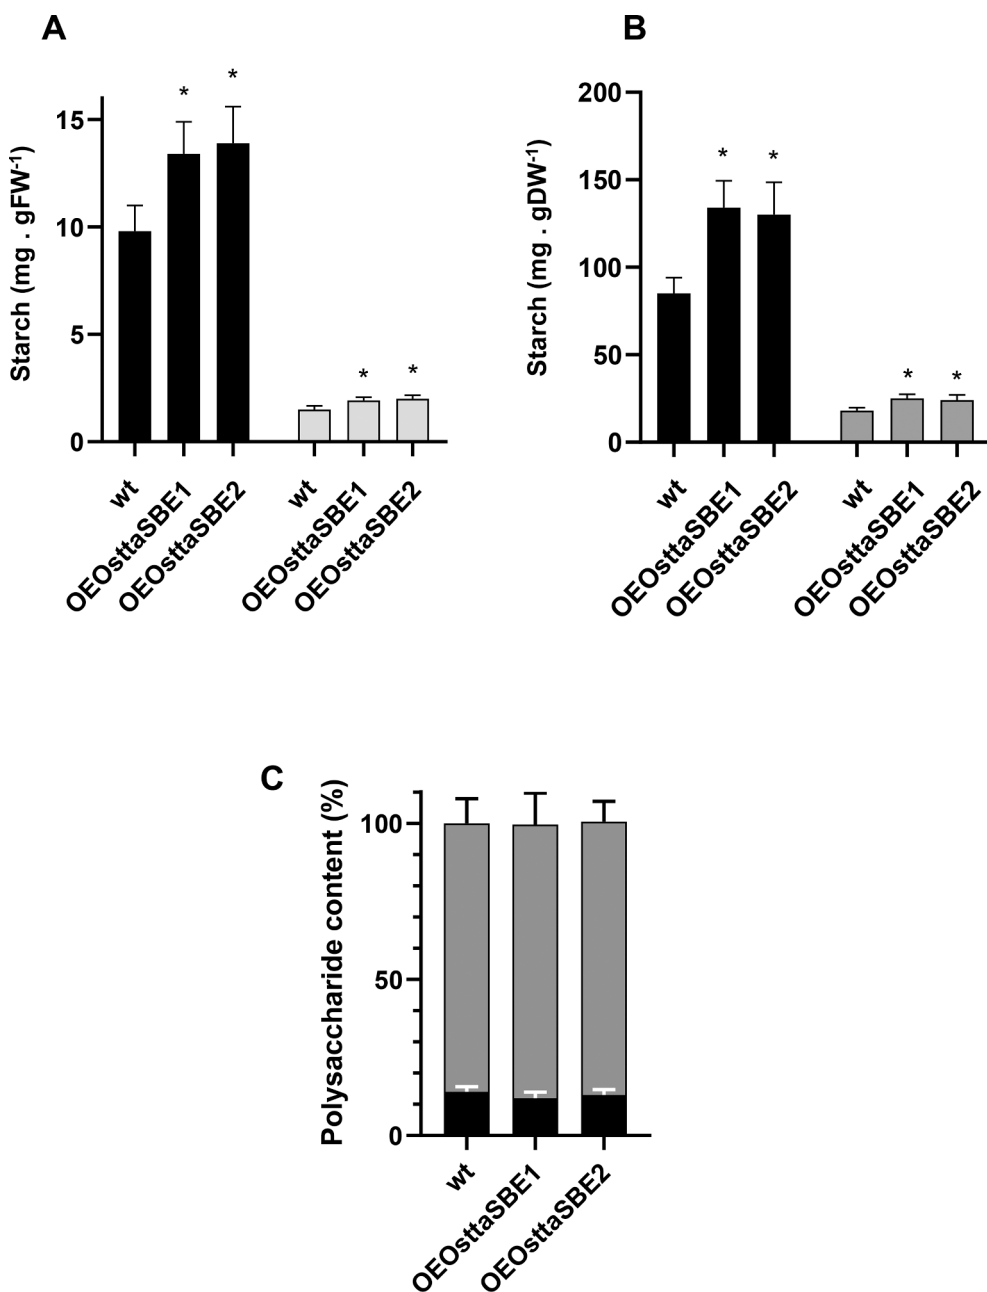 A
Starch (mg . gFW-1)
15
10
5
0
* * * *
wt OEOsttaSBE1 OEOsttaSBE2 wt OEOsttaSBE1 OEOsttaSBE2
B
Starch (mg . gDW-1)
200
150
100
50
0
* * * *
wt OEOsttaSBE1 OEOsttaSBE2 wt OEOsttaSBE1 OEOsttaSBE2
C
Polysaccharide content (%)
100
50
0
wt OEOsttaSBE1 OEOsttaSBE2